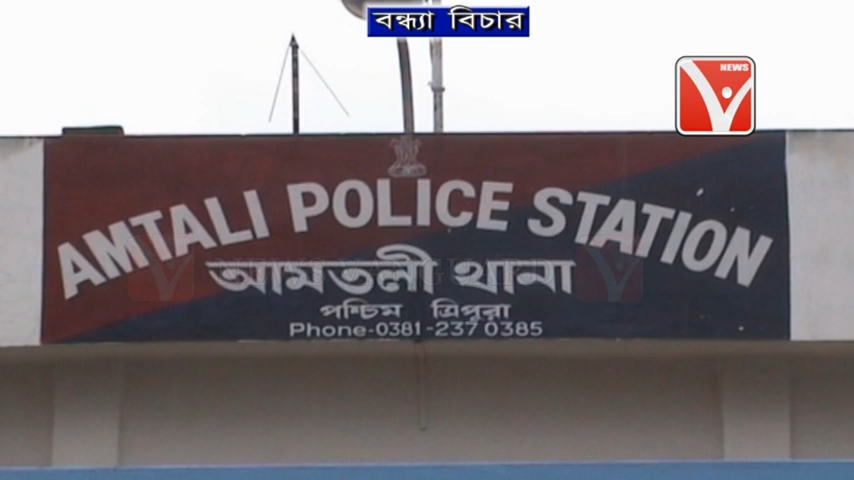 বন্ধ্যা বিচার
NEWS
AMTALI POLICE STATION
আমতলী থানা
পশ্চিম ত্রিপুরা
Phone-0381-237 0385